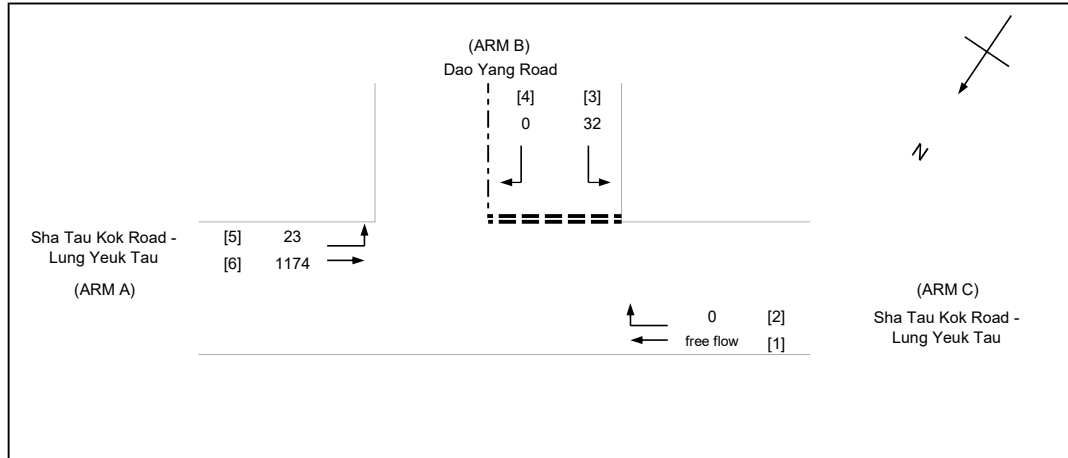 (ARM B)
Dao Yang Road
[4] [3]
0 32
N
Sha Tau Kok Road -
Lung Yeuk Tau
(ARM A)
[5] 23
[6] 1174
0 [2]
free flow [1]
(ARM C)
Sha Tau Kok Road -
Lung Yeuk Tau